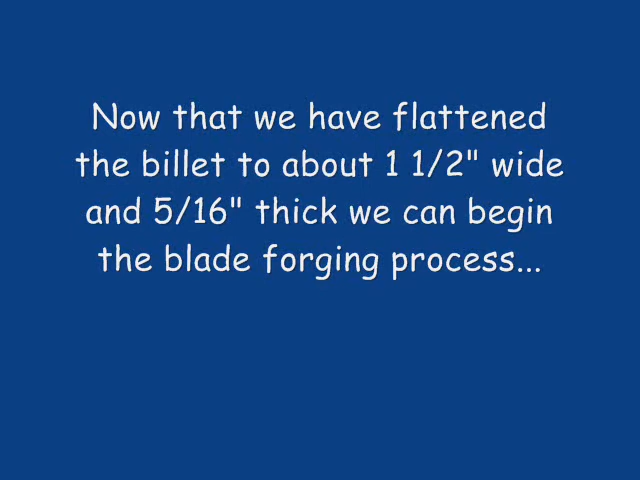 Now that we have flattened
the billet to about 1 1/2" wide
and 5/16" thick we can begin
the blade forging process...